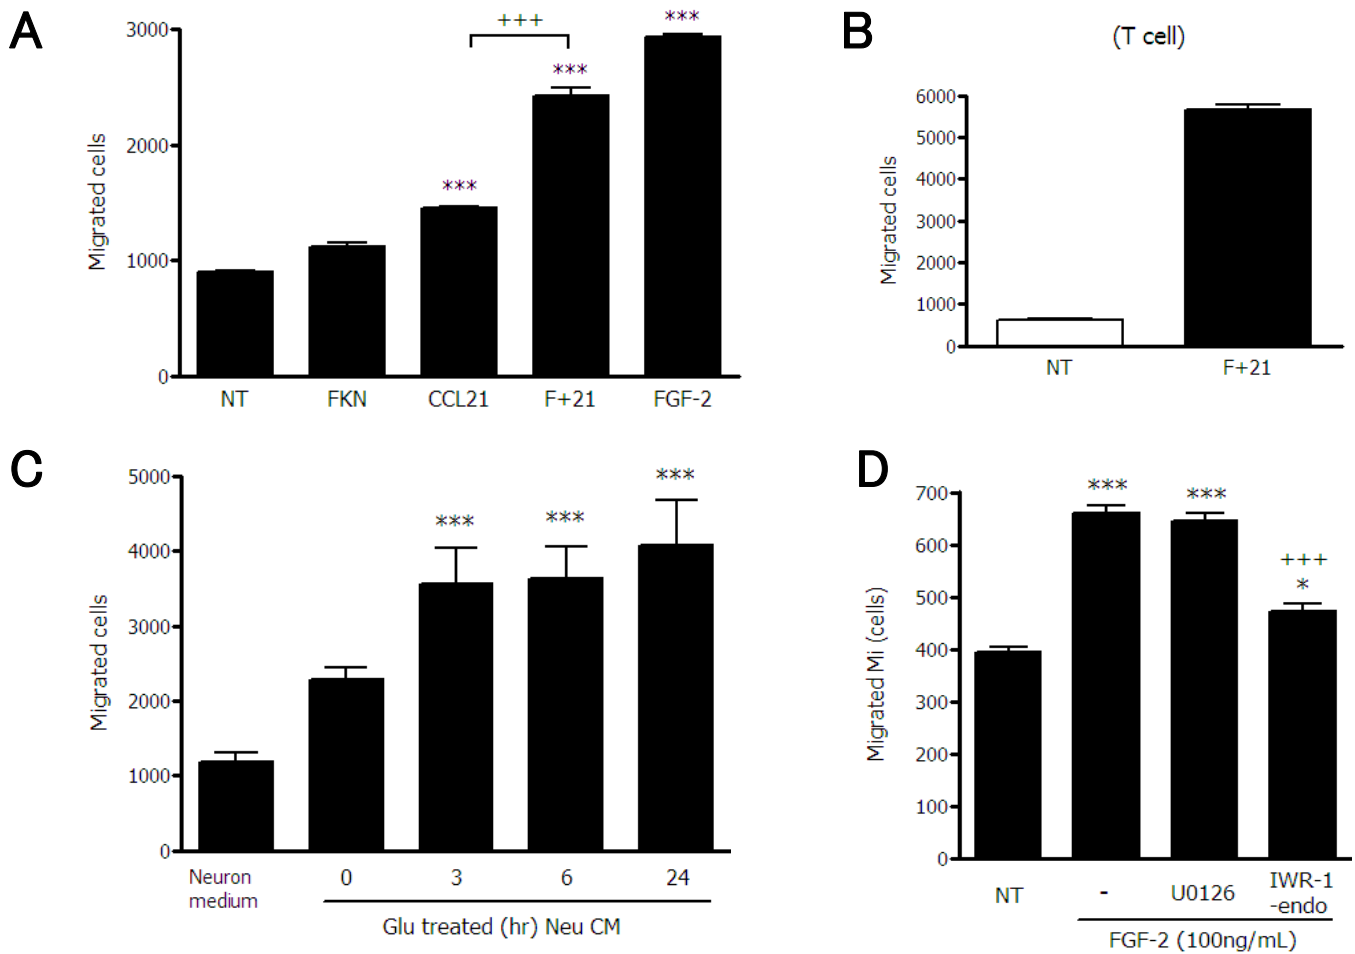 A
+++
***
***
***
3000
2000
1000
0
Migrated cells
NT FKN CCL21 F+21 FGF-2
B
(T cell)
6000
5000
4000
3000
2000
1000
0
Migrated cells
NT F+21
C
***
***
***
5000
4000
3000
2000
1000
0
Migrated cells
Neuron
medium
0 3 6 24
Glu treated (hr) Neu CM
D
***
***
+++
*
700
600
500
400
300
200
100
0
Migrated Mi (cells)
NT - U0126 IWR-1
-endo
FGF-2 (100ng/mL)